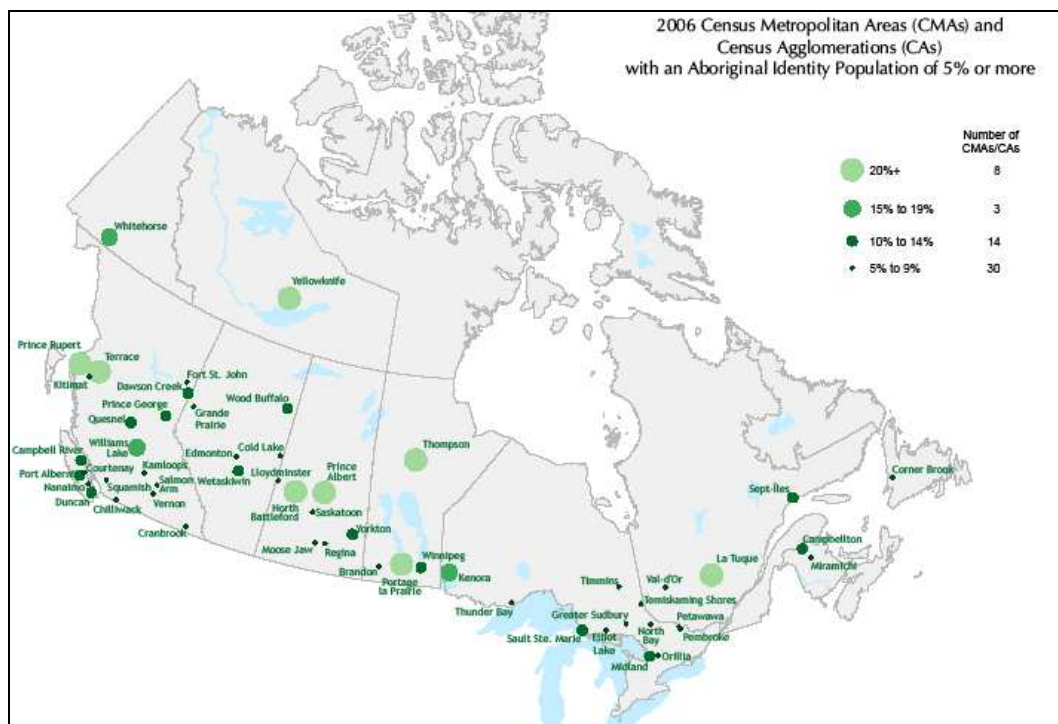 2006 Census Metropolitan Areas (CMAs) and
Census Agglomerations (CAs)
with an Aboriginal Identity Population of 5% or more
Number of
CMAs/CAs
20%+ 8
15% to 19% 3
10% to 14% 14
5% to 9% 30
Whitehorse
Yellowknife
Prince Rupert
Terrace
Kitimat
Fort St. John
Dawson Creek
Wood Buffalo
Prince George
Grande
Prairie
Quesnel
Williams
Lake
Campbell River
Edmonton
Cold Lake
Thompson
Port Alberni
Courtenay
Kamloops
Lloydminster
Prince
Albert
Nanaimo
Squamish
Salmon
Arm
Wetaskiwin
Duncan
Chilliwack
Vernon
North
Battleford
Saskatoon
Cranbrook
Yorkton
Moose Jaw
Regina
Brandon
Winnipeg
Portage
la Prairie
Kenora
Corner Brook
Sept-Îles
Campbellton
Miramichi
La Tuque
Timmins
Val-d'Or
Temiskaming Shores
Thunder Bay
Greater Sudbury
Petawawa
Sault Ste. Marie
Elliot
Lake
North
Bay
Pembroke
Midland
Orillia